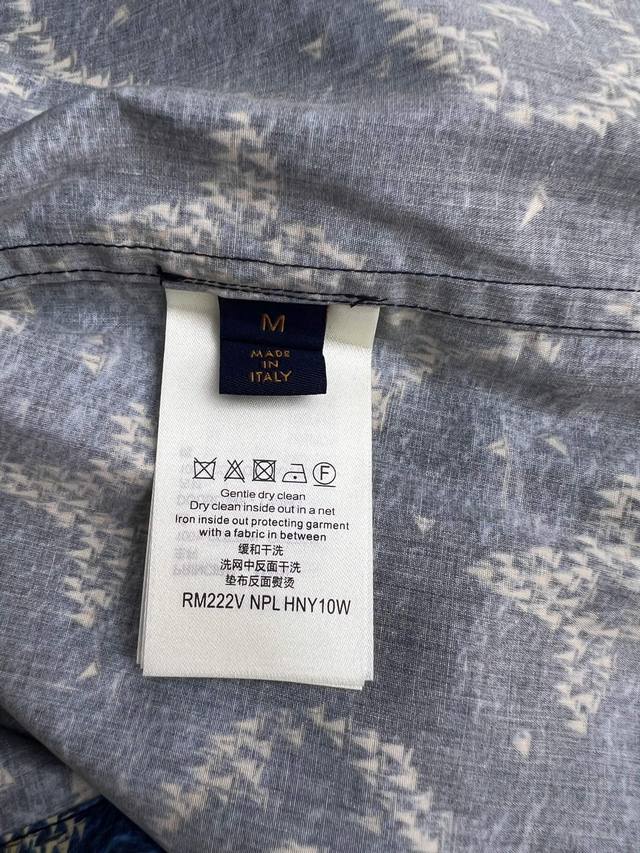 M
MADE
IN
ITALY
F
Gentle dry clean
Dry clean inside out in a net
Iron inside out protecting garment
with a fabric in between
缓和干洗
洗网中反面干洗
垫布反面熨烫
RM222V NPL HNY10W